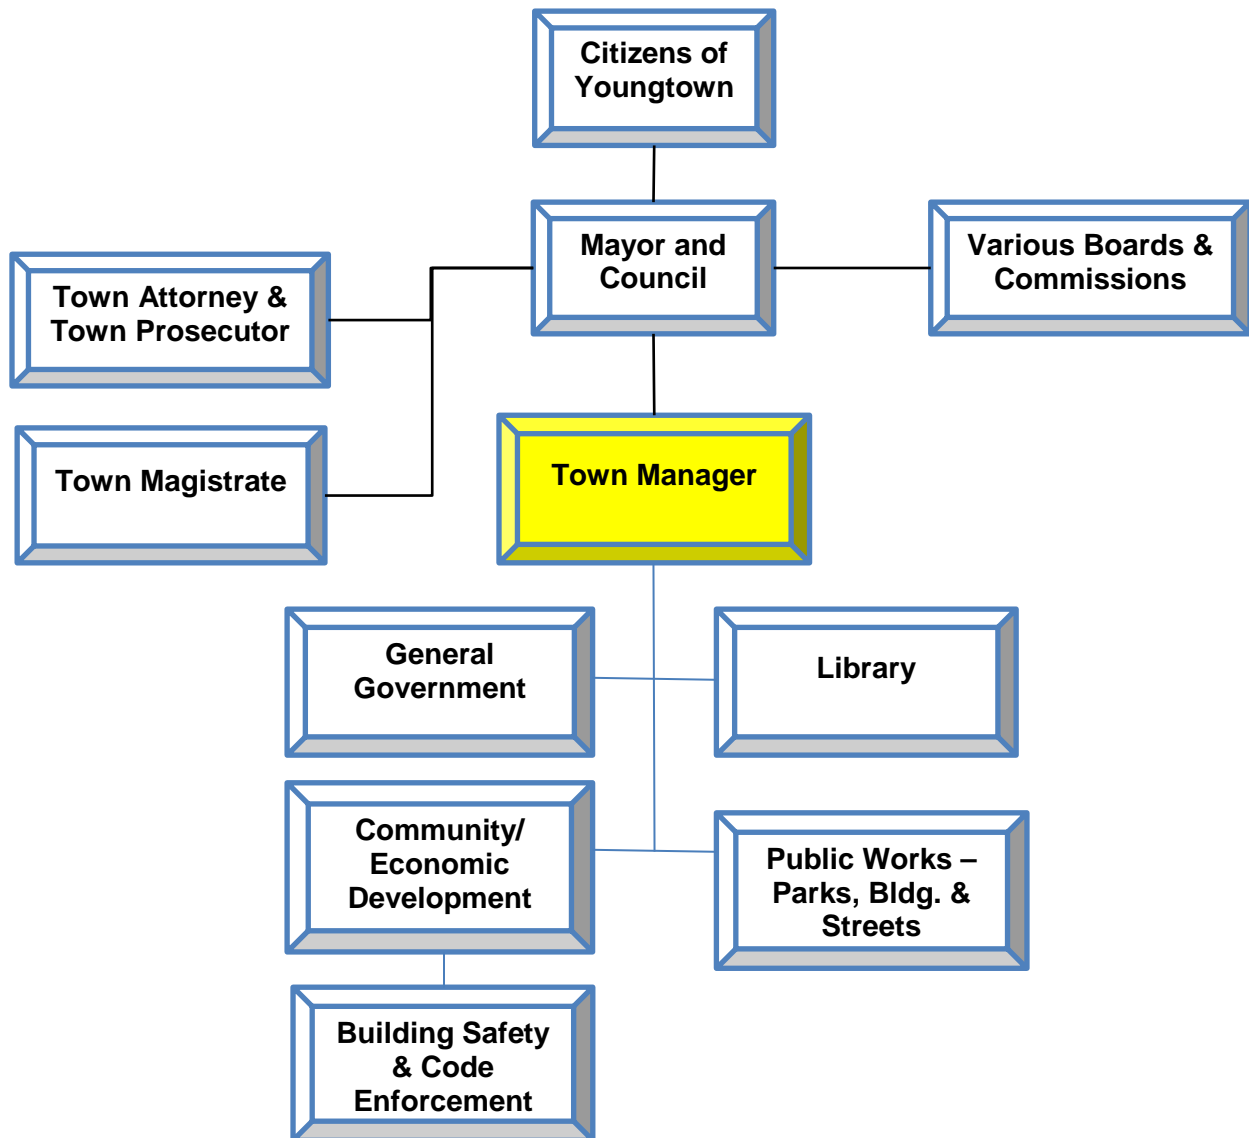 Citizens of
Youngtown
Mayor and
Council
Various Boards &
Commissions
Town Attorney &
Town Prosecutor
Town Magistrate
Town Manager
General
Government
Library
Community/
Economic
Development
Public Works –
Parks, Bldg. &
Streets
Building Safety
& Code
Enforcement